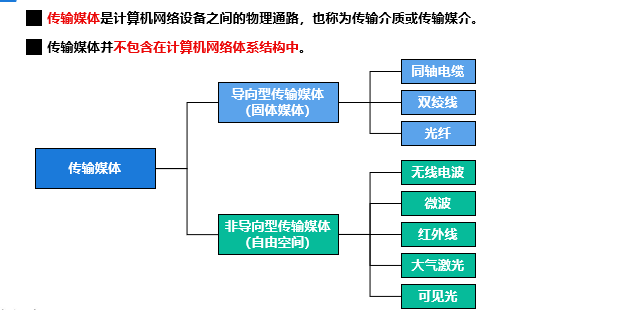 传输媒体是计算机网络设备之间的物理通路，也称为传输介质或传输媒介。
传输媒体并不包含在计算机网络体系结构中。
传输媒体
导向型传输媒体
（固体媒体）
同轴电缆
双绞线
光纤
非导向型传输媒体
（自由空间）
无线电波
微波
红外线
大气激光
可见光